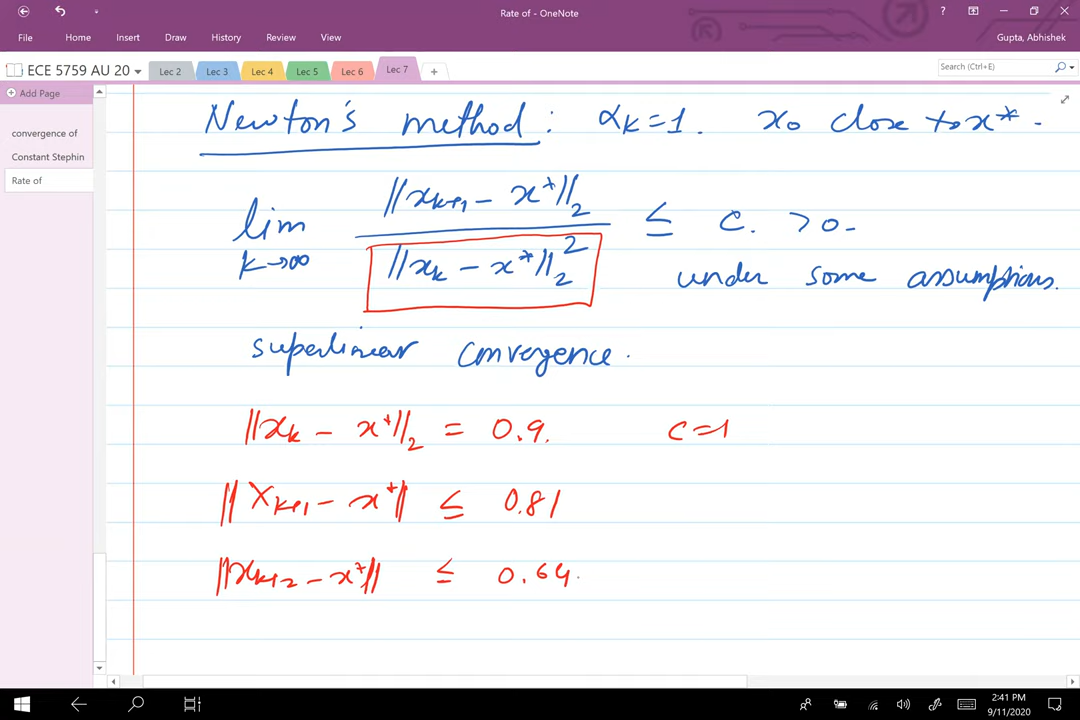 Rate of - OneNote
File Home Insert Draw History Review View
Gupta, Abhishek
ECE 5759 AU 20 Lec 2 Lec 3 Lec 4 Lec 5 Lec 6 Lec 7
Search (Ctrl+E)
Add Page
convergence of
Constant Stephin
Rate of
Newton's method: αₖ=1. x₀ close to x*.
lim k→∞ ||xₖ₊₁ - x*||₂ / ||xₖ - x*||₂² ≤ c. >0.
under some assumptions.
superlinear convergence.
||xₖ - x*||₂ = 0.9. c=1
||xₖ₊₁ - x*|| ≤ 0.81
||xₖ₊₂ - x*|| ≤ 0.64.
2:41 PM
9/11/2020